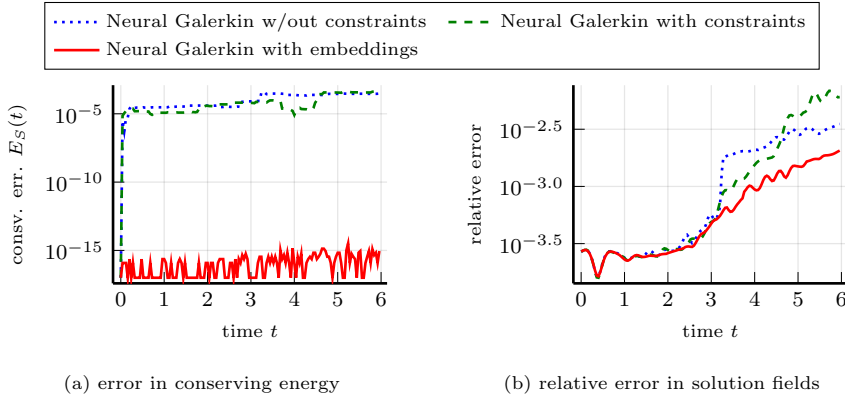 Neural Galerkin w/out constraints
Neural Galerkin with constraints
Neural Galerkin with embeddings
consv. err. E_S(t)
10^{-5}
10^{-10}
10^{-15}
0 1 2 3 4 5 6
time t
(a) error in conserving energy
relative error
10^{-2.5}
10^{-3.0}
10^{-3.5}
0 1 2 3 4 5 6
time t
(b) relative error in solution fields